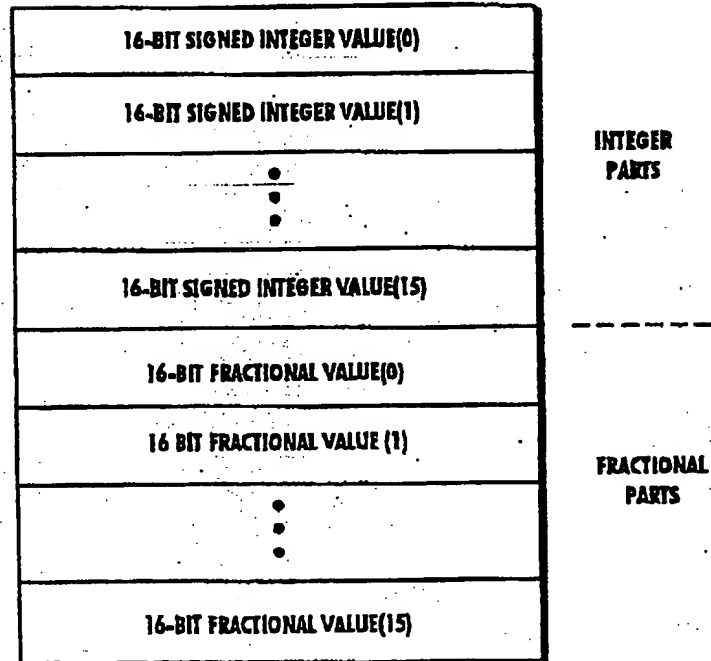 16-BIT SIGNED INTEGER VALUE(0)
16-BIT SIGNED INTEGER VALUE(1)
INTEGER
PARTS
16-BIT SIGNED INTEGER VALUE(15)
16-BIT FRACTIONAL VALUE(0)
16 BIT FRACTIONAL VALUE (1)
FRACTIONAL
PARTS
16-BIT FRACTIONAL VALUE(15)